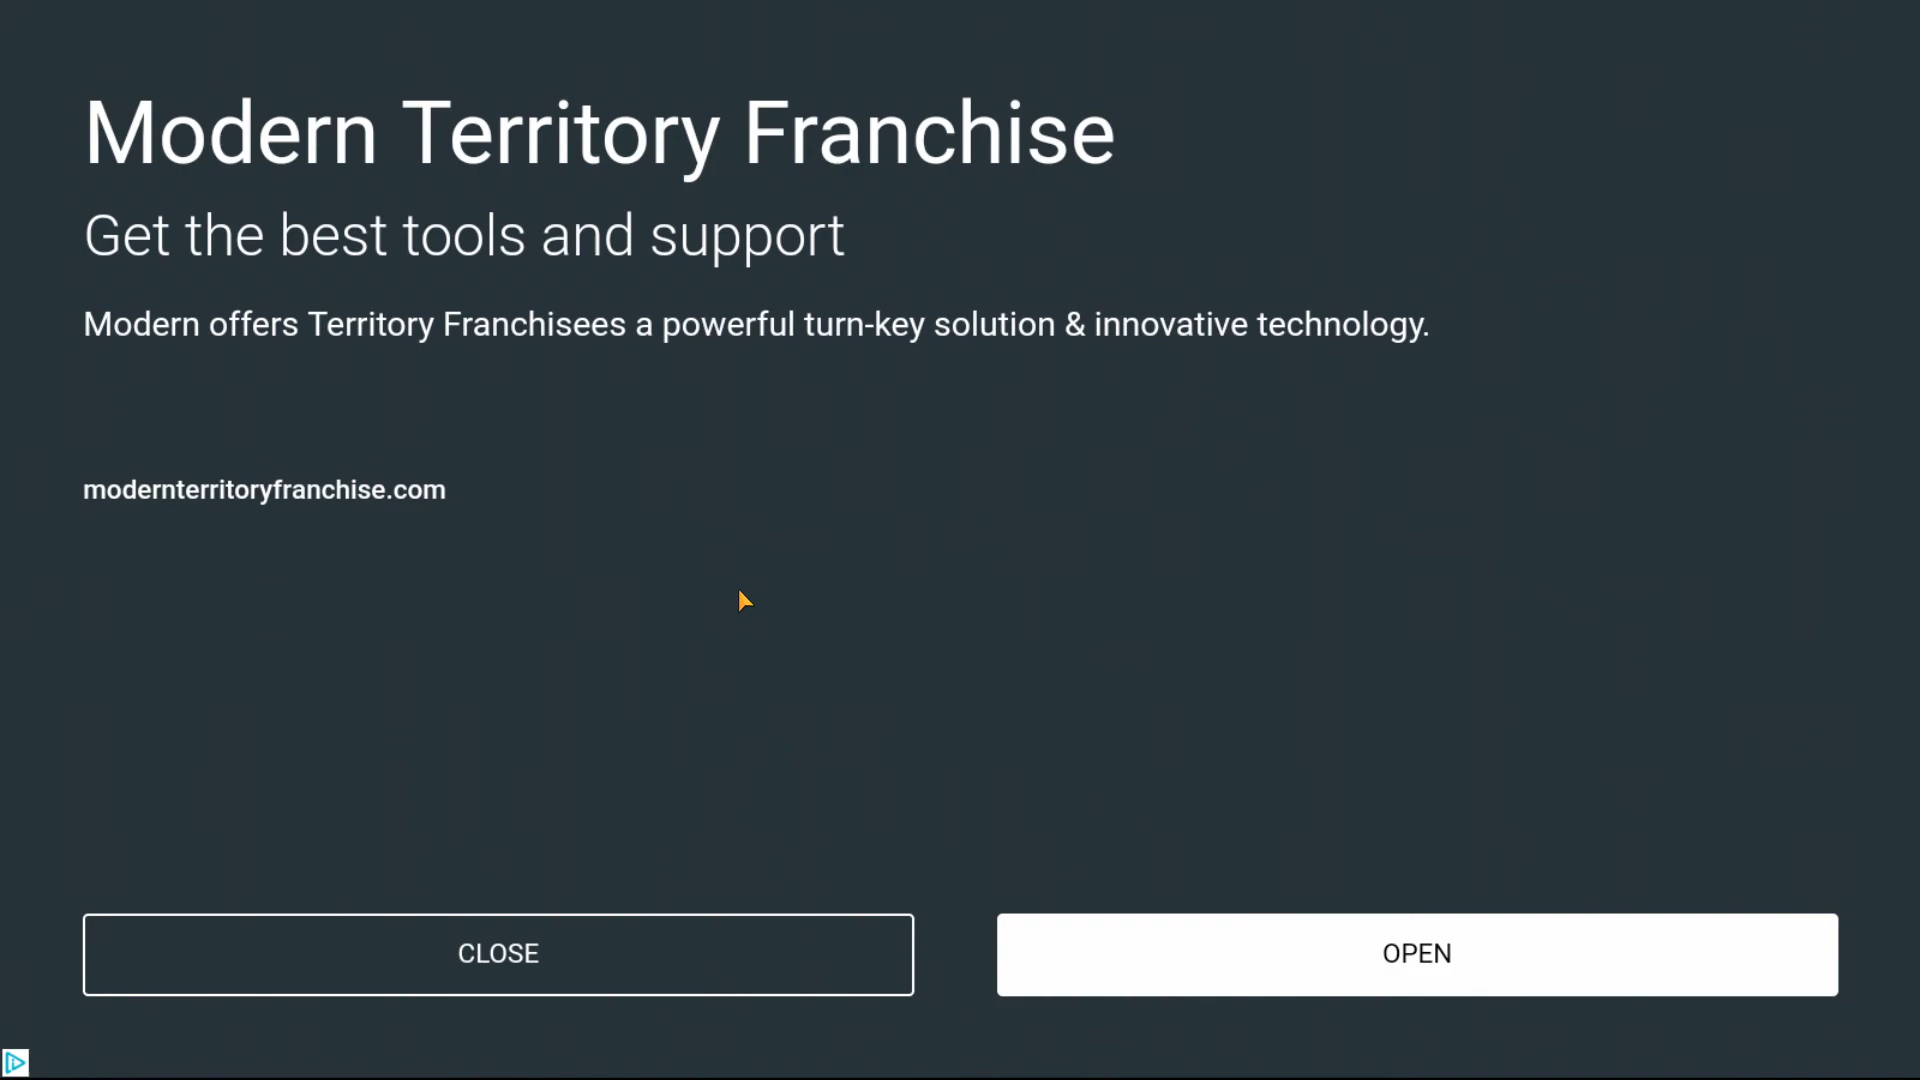 Modern Territory Franchise
Get the best tools and support
Modern offers Territory Franchisees a powerful turn-key solution & innovative technology.
modernterritoryfranchise.com
CLOSE
OPEN